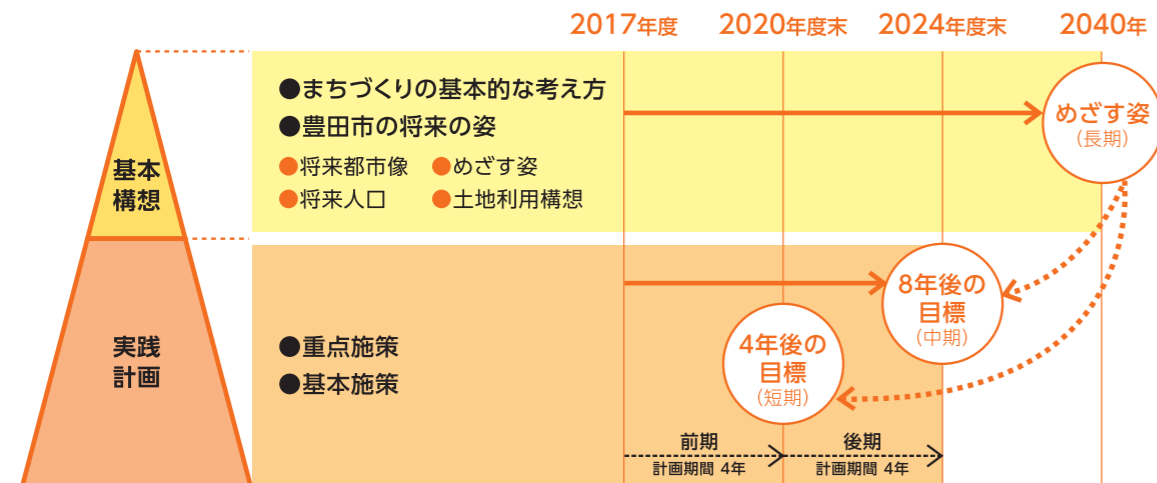 2017年度
2020年度末
2024年度末
2040年
基本
構想
●まちづくりの基本的な考え方
●豊田市の将来の姿
●将来都市像 ●めざす姿
●将来人口 ●土地利用構想
めざす姿
（長期）
実践
計画
●重点施策
●基本施策
8年後の
目標
（中期）
4年後の
目標
（短期）
前期
計画期間 4年
後期
計画期間 4年